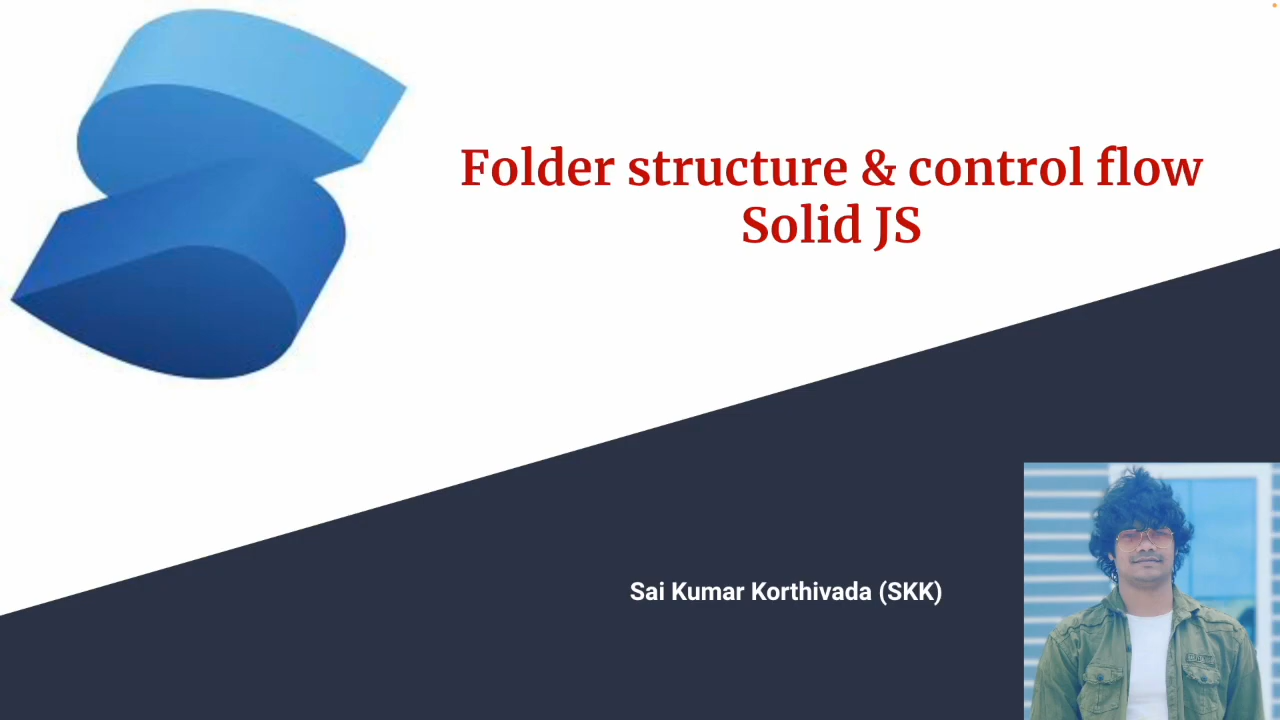 Folder structure & control flow
Solid JS
Sai Kumar Korthivada (SKK)